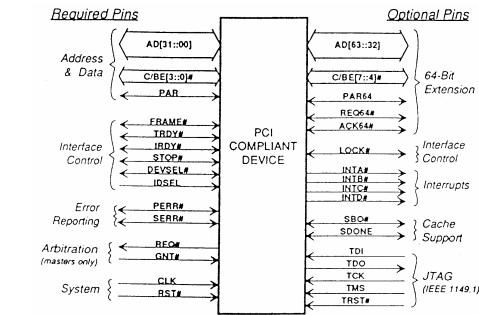 Required Pins
Optional Pins
Address
& Data
AD[31::00]
C/BE[3::0]#
PAR
Interface
Control
FRAME#
TRDY#
IRDY#
STOP#
DEVSEL#
IDSEL
Error
Reporting
PERR#
SERR#
Arbitration
(masters only)
REQ#
GNT#
System
CLK
RST#
PCI
COMPLIANT
DEVICE
AD[63::32]
C/BE[7::4]#
PAR64
REQ64#
ACK64#
64-Bit
Extension
LOCK#
Interface
Control
INTA#
INTB#
INTC#
INTD#
Interrupts
SBO#
SDONE
Cache
Support
TDI
TDO
TCK
TMS
TRST#
JTAG
(IEEE 1149.1)